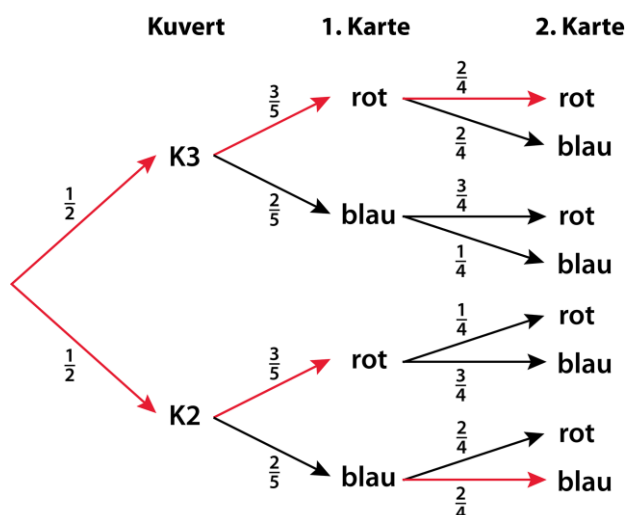 Kuvert 1. Karte 2. Karte
2/4
3/5 rot rot
2/4
K3 blau
1/2 2/5 3/4
blau rot
1/4
blau
1/4 rot
1/2 3/5 rot
3/4 blau
K2
2/5 2/4 rot
blau
2/4 blau